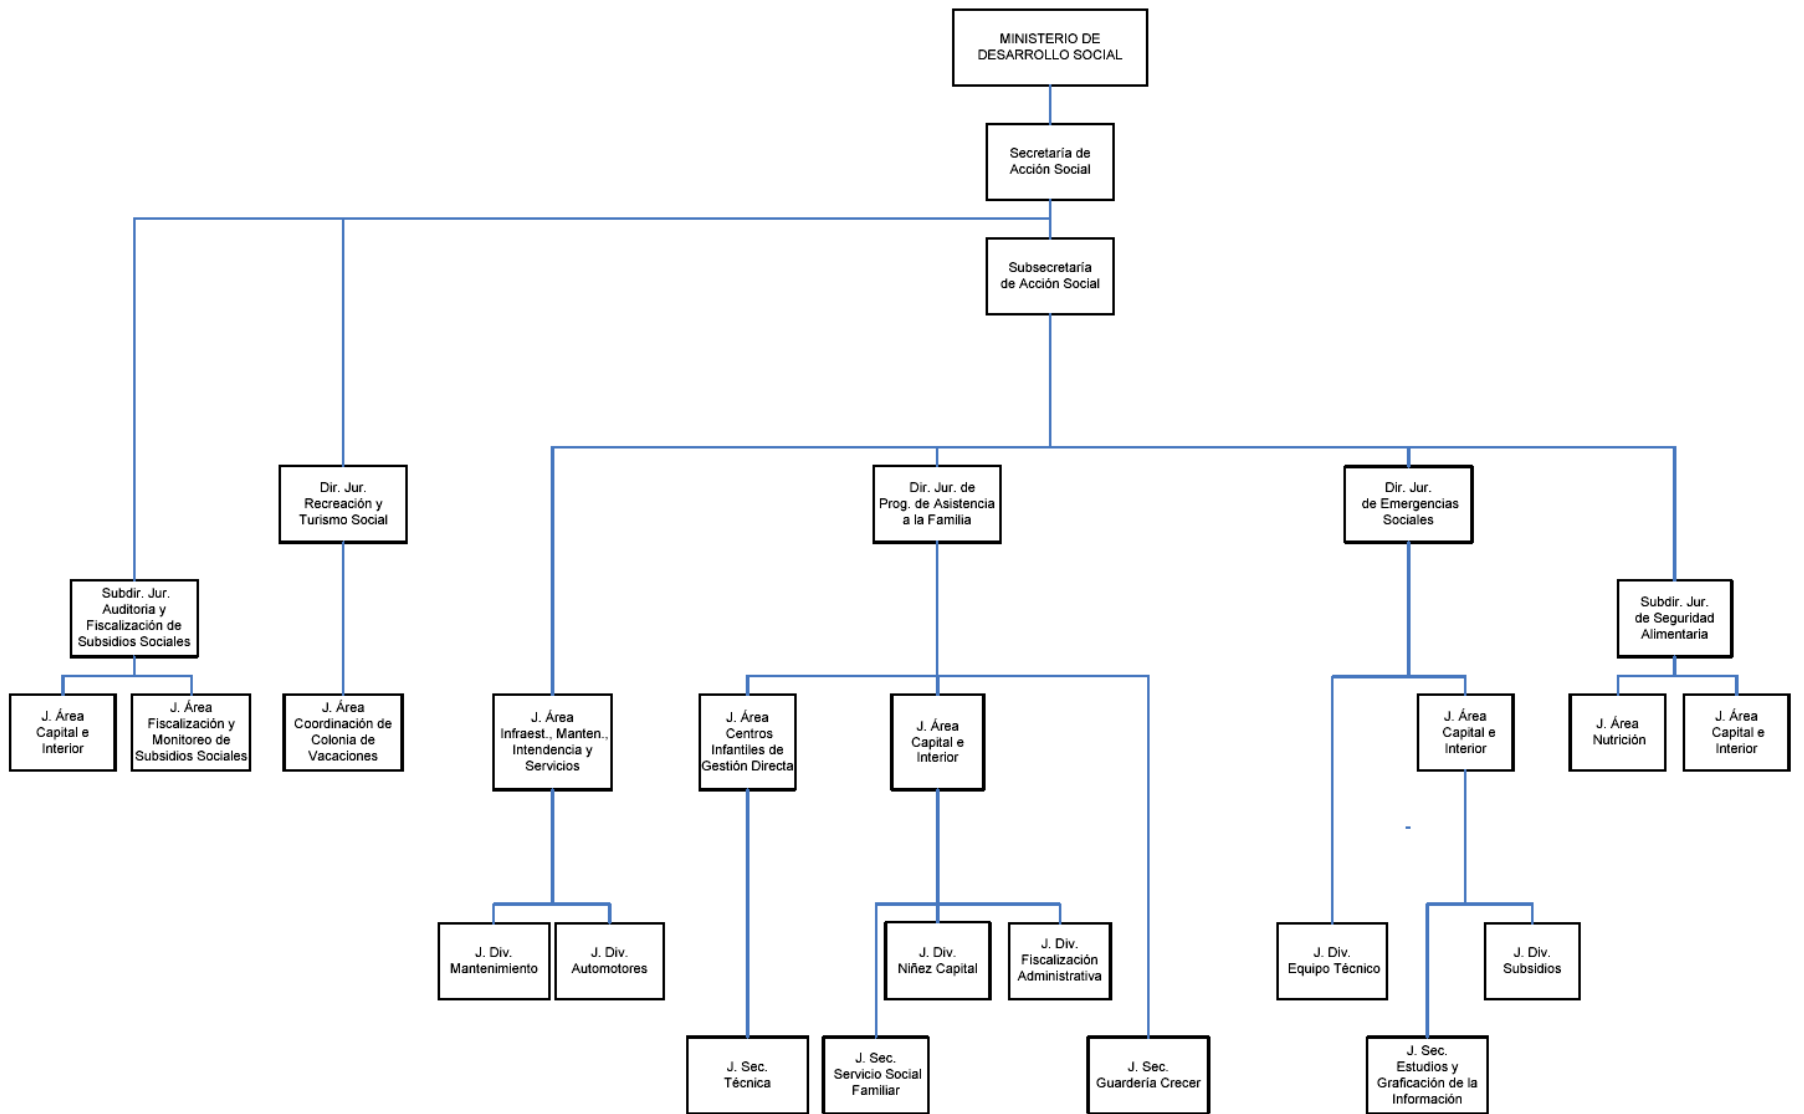 MINISTERIO DE
DESARROLLO SOCIAL
Secretaría de
Acción Social
Subsecretaría
de Acción Social
Dir. Jur.
Recreación y
Turismo Social
Dir. Jur. de
Prog. de Asistencia
a la Familia
Dir. Jur.
de Emergencias
Sociales
Subdir. Jur.
Auditoria y
Fiscalización de
Subsidios Sociales
Subdir. Jur.
de Seguridad
Alimentaria
J. Área
Capital e
Interior
J. Área
Fiscalización y
Monitoreo de
Subsidios Sociales
J. Área
Coordinación de
Colonia de
Vacaciones
J. Área
Infraest., Manten.,
Intendencia y
Servicios
J. Área
Centros
Infantiles de
Gestión Directa
J. Área
Capital e
Interior
J. Área
Capital e
Interior
J. Área
Nutrición
J. Área
Capital e
Interior
J. Div.
Mantenimiento
J. Div.
Automotores
J. Div.
Niñez Capital
J. Div.
Fiscalización
Administrativa
J. Div.
Equipo Técnico
J. Div.
Subsidios
J. Sec.
Técnica
J. Sec.
Servicio Social
Familiar
J. Sec.
Guardería Crecer
J. Sec.
Estudios y
Graficación de la
Información